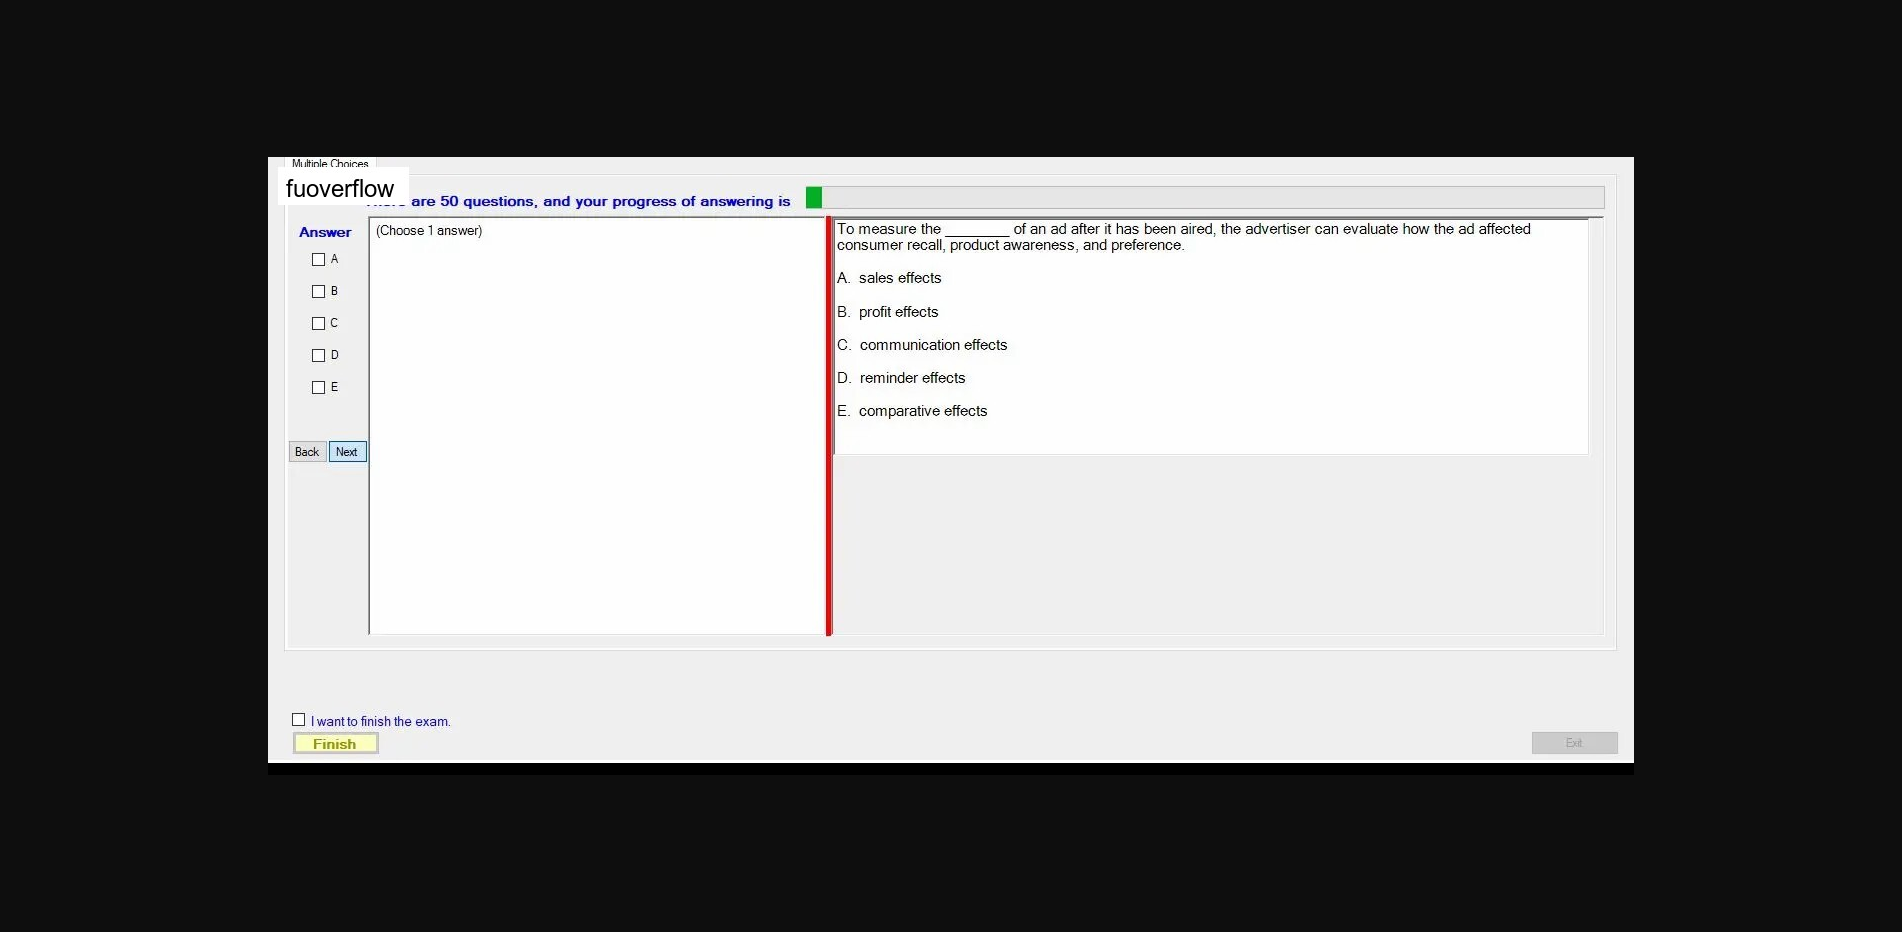 Multiple Choices
fuoverflow
are 50 questions, and your progress of answering is
Answer
(Choose 1 answer)
A
B
C
D
E
Back Next
To measure the ________ of an ad after it has been aired, the advertiser can evaluate how the ad affected
consumer recall, product awareness, and preference.
A. sales effects
B. profit effects
C. communication effects
D. reminder effects
E. comparative effects
I want to finish the exam.
Finish
Exit